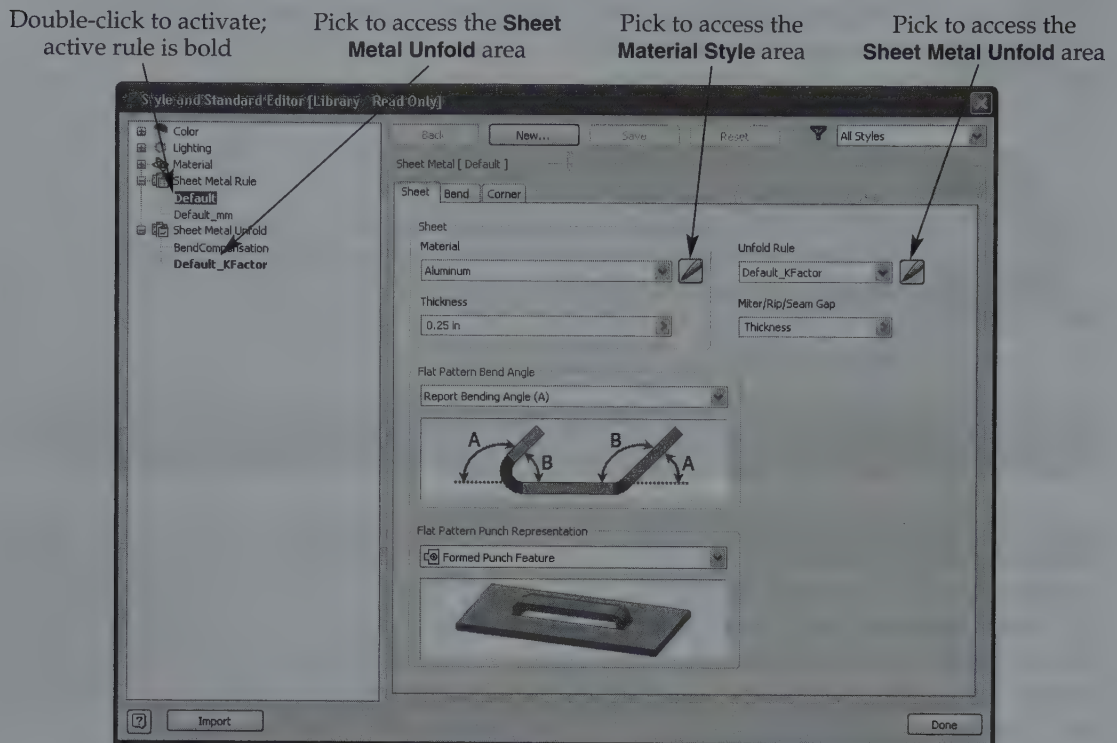 Double-click to activate;
active rule is bold
Pick to access the Sheet
Metal Unfold area
Pick to access the
Material Style area
Pick to access the
Sheet Metal Unfold area
Style and Standard Editor [Library - Read Only]
Back
New...
Save
Reset
All Styles
Color
Lighting
Material
Sheet Metal Rule
Default
Default_mm
Sheet Metal Unfold
BendCompensation
Default_KFactor
Sheet Metal [ Default ]
Sheet
Bend
Corner
Sheet
Material
Unfold Rule
Aluminum
Default_KFactor
Thickness
Miter/Rip/Seam Gap
0.25 in
Thickness
Flat Pattern Bend Angle
Report Bending Angle (A)
A
B
B
A
Flat Pattern Punch Representation
Formed Punch Feature
?
Import
Done